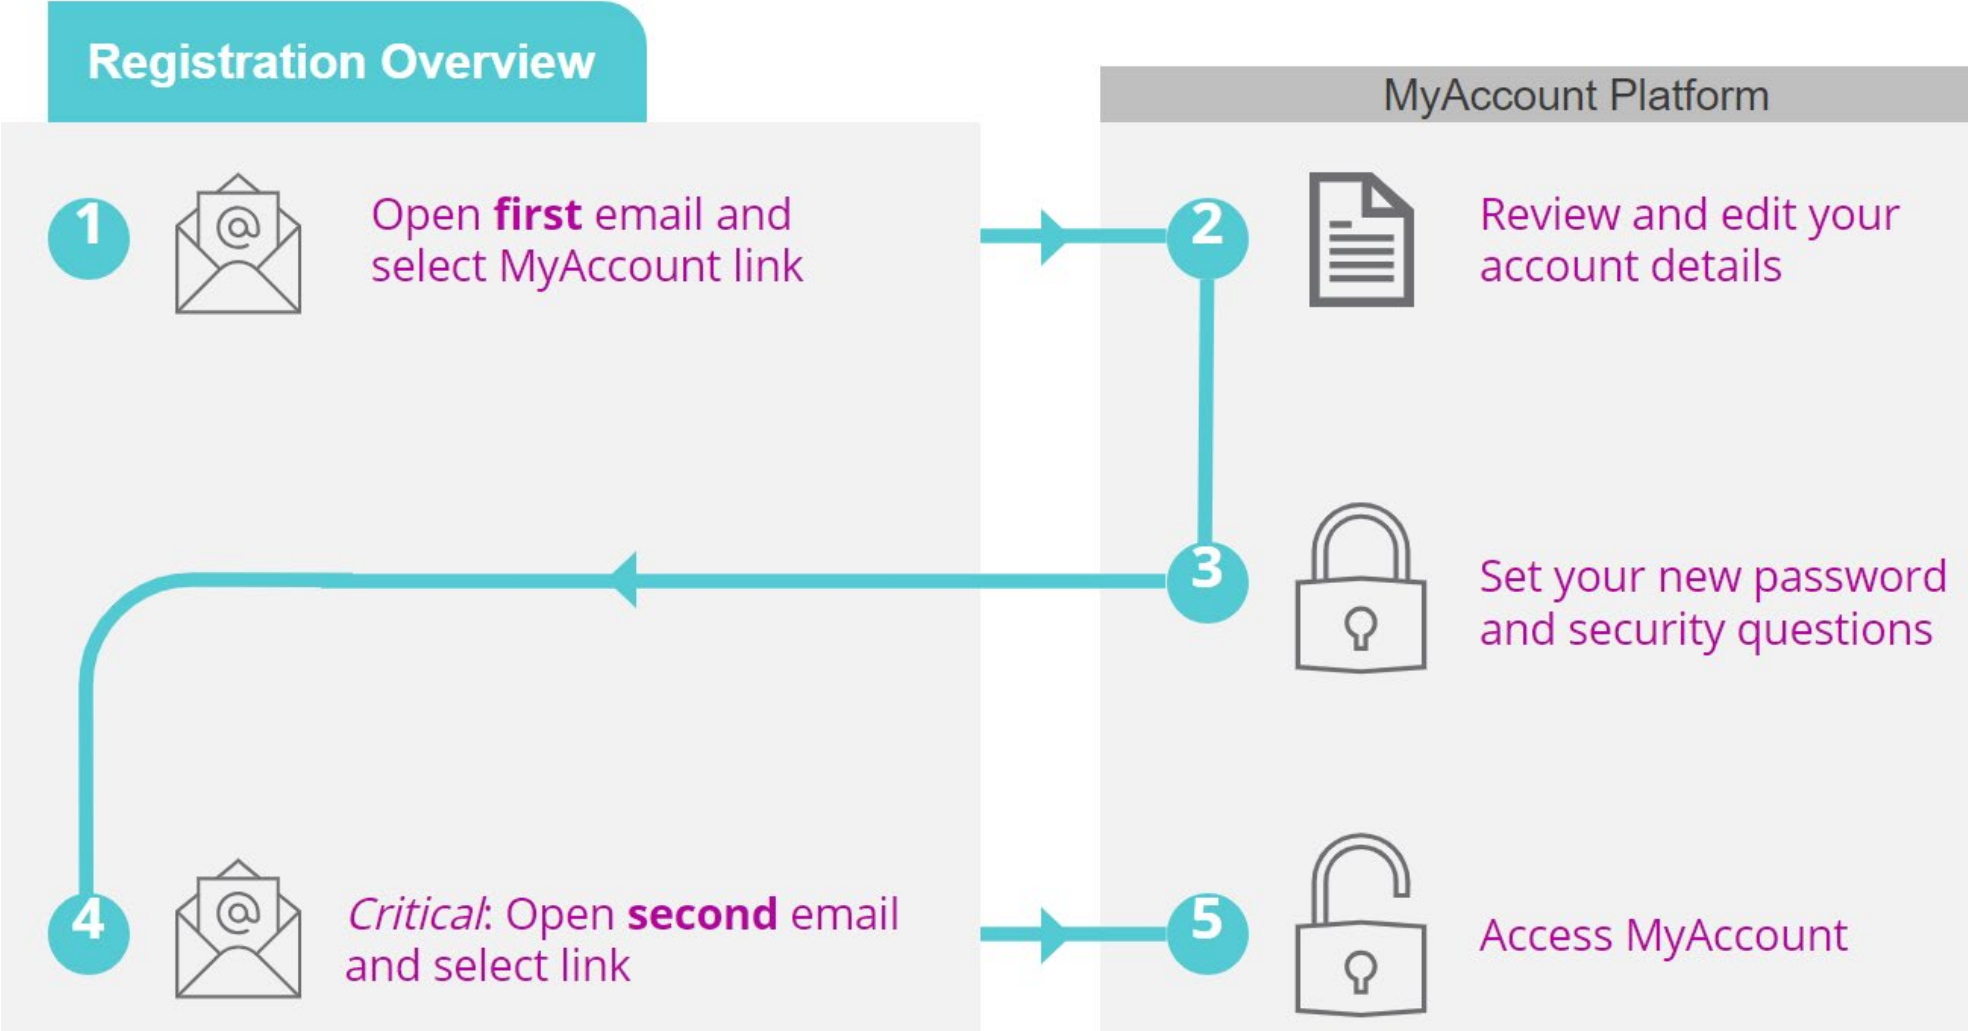 Registration Overview
MyAccount Platform
1
Open first email and
select MyAccount link
2
Review and edit your
account details
3
Set your new password
and security questions
4
Critical: Open second email
and select link
5
Access MyAccount